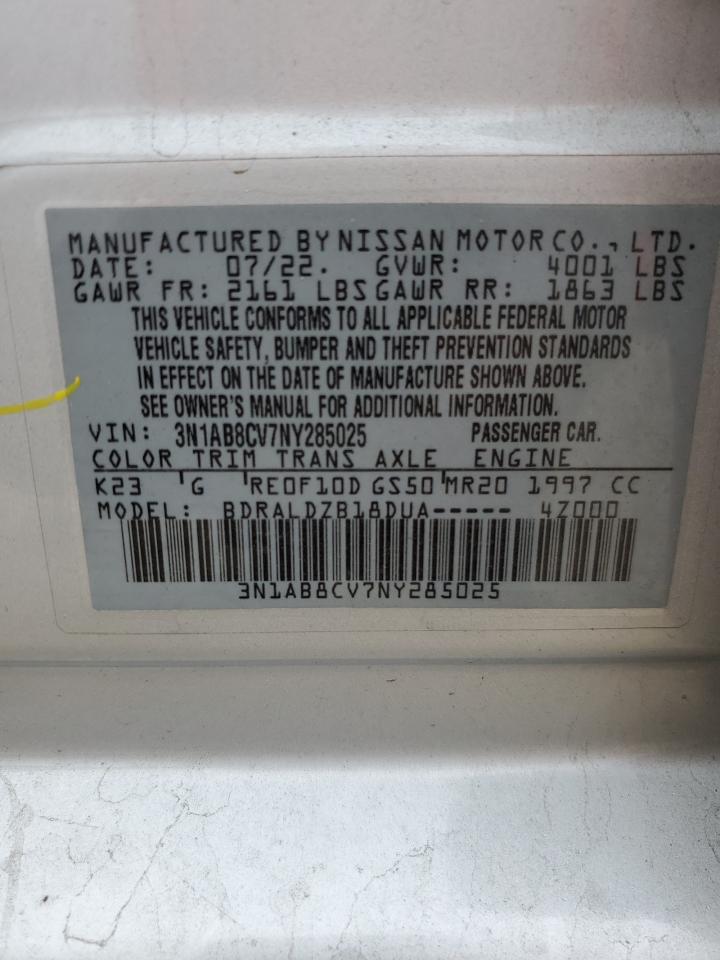 MANUFACTURED BY NISSAN MOTOR CO., LTD.
DATE: 07/22. GVWR: 4001 LBS
GAWR FR: 2161 LBS GAWR RR: 1863 LBS
THIS VEHICLE CONFORMS TO ALL APPLICABLE FEDERAL MOTOR
VEHICLE SAFETY, BUMPER AND THEFT PREVENTION STANDARDS
IN EFFECT ON THE DATE OF MANUFACTURE SHOWN ABOVE.
SEE OWNER'S MANUAL FOR ADDITIONAL INFORMATION.
VIN: 3N1AB8CV7NY285025 PASSENGER CAR.
COLOR TRIM TRANS AXLE ENGINE
K23 G RE0F10D GS50 MR20 1997 CC
MODEL: BDRALDZB18DUA----- 4Z000
3N1AB8CV7NY285025